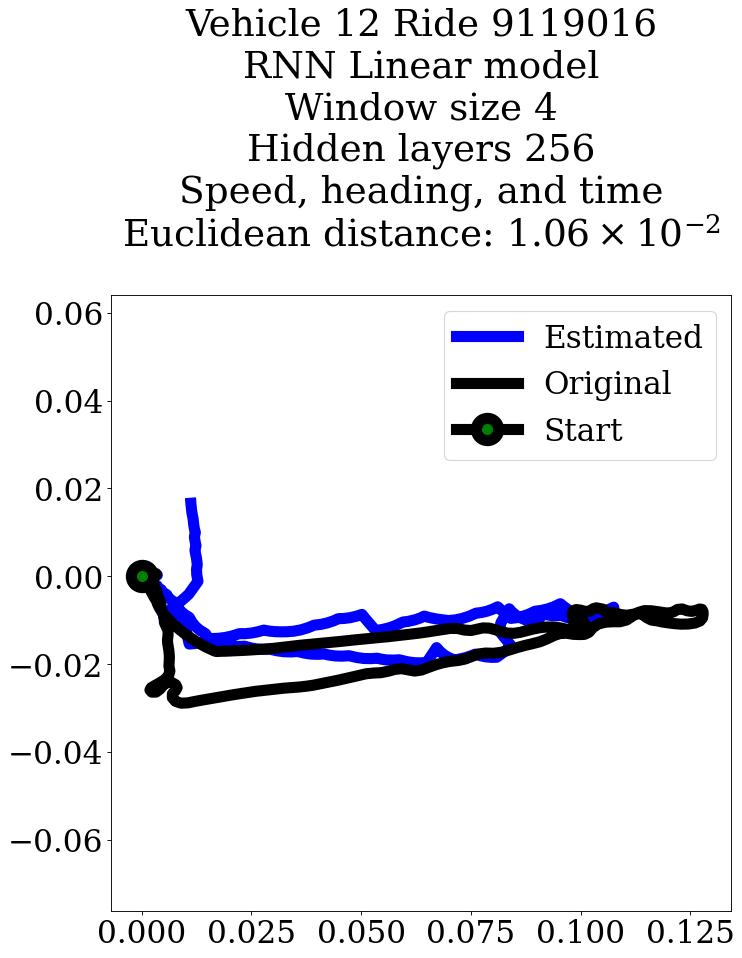 Vehicle 12 Ride 9119016
RNN Linear model
Window size 4
Hidden layers 256
Speed, heading, and time
Euclidean distance: 1.06 × 10⁻²
0.06
0.04
0.02
0.00
−0.02
−0.04
−0.06
Estimated
Original
Start
0.000 0.025 0.050 0.075 0.100 0.125